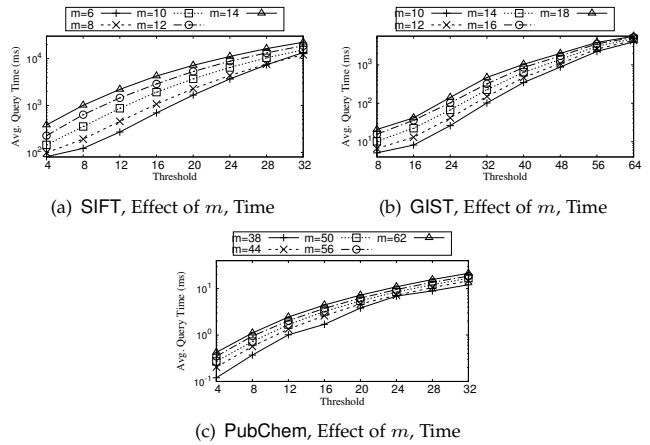 m=6 m=10 m=14
m=8 m=12
10^4
10^3
10^2
4 8 12 16 20 24 28 32
Avg. Query Time (ms)
Threshold
(a) SIFT, Effect of m, Time
m=10 m=14 m=18
m=12 m=16
10^3
10^2
10^1
8 16 24 32 40 48 56 64
Avg. Query Time (ms)
Threshold
(b) GIST, Effect of m, Time
m=38 m=50 m=62
m=44 m=56
10^1
10^0
10^-1
4 8 12 16 20 24 28 32
Avg. Query Time (ms)
Threshold
(c) PubChem, Effect of m, Time